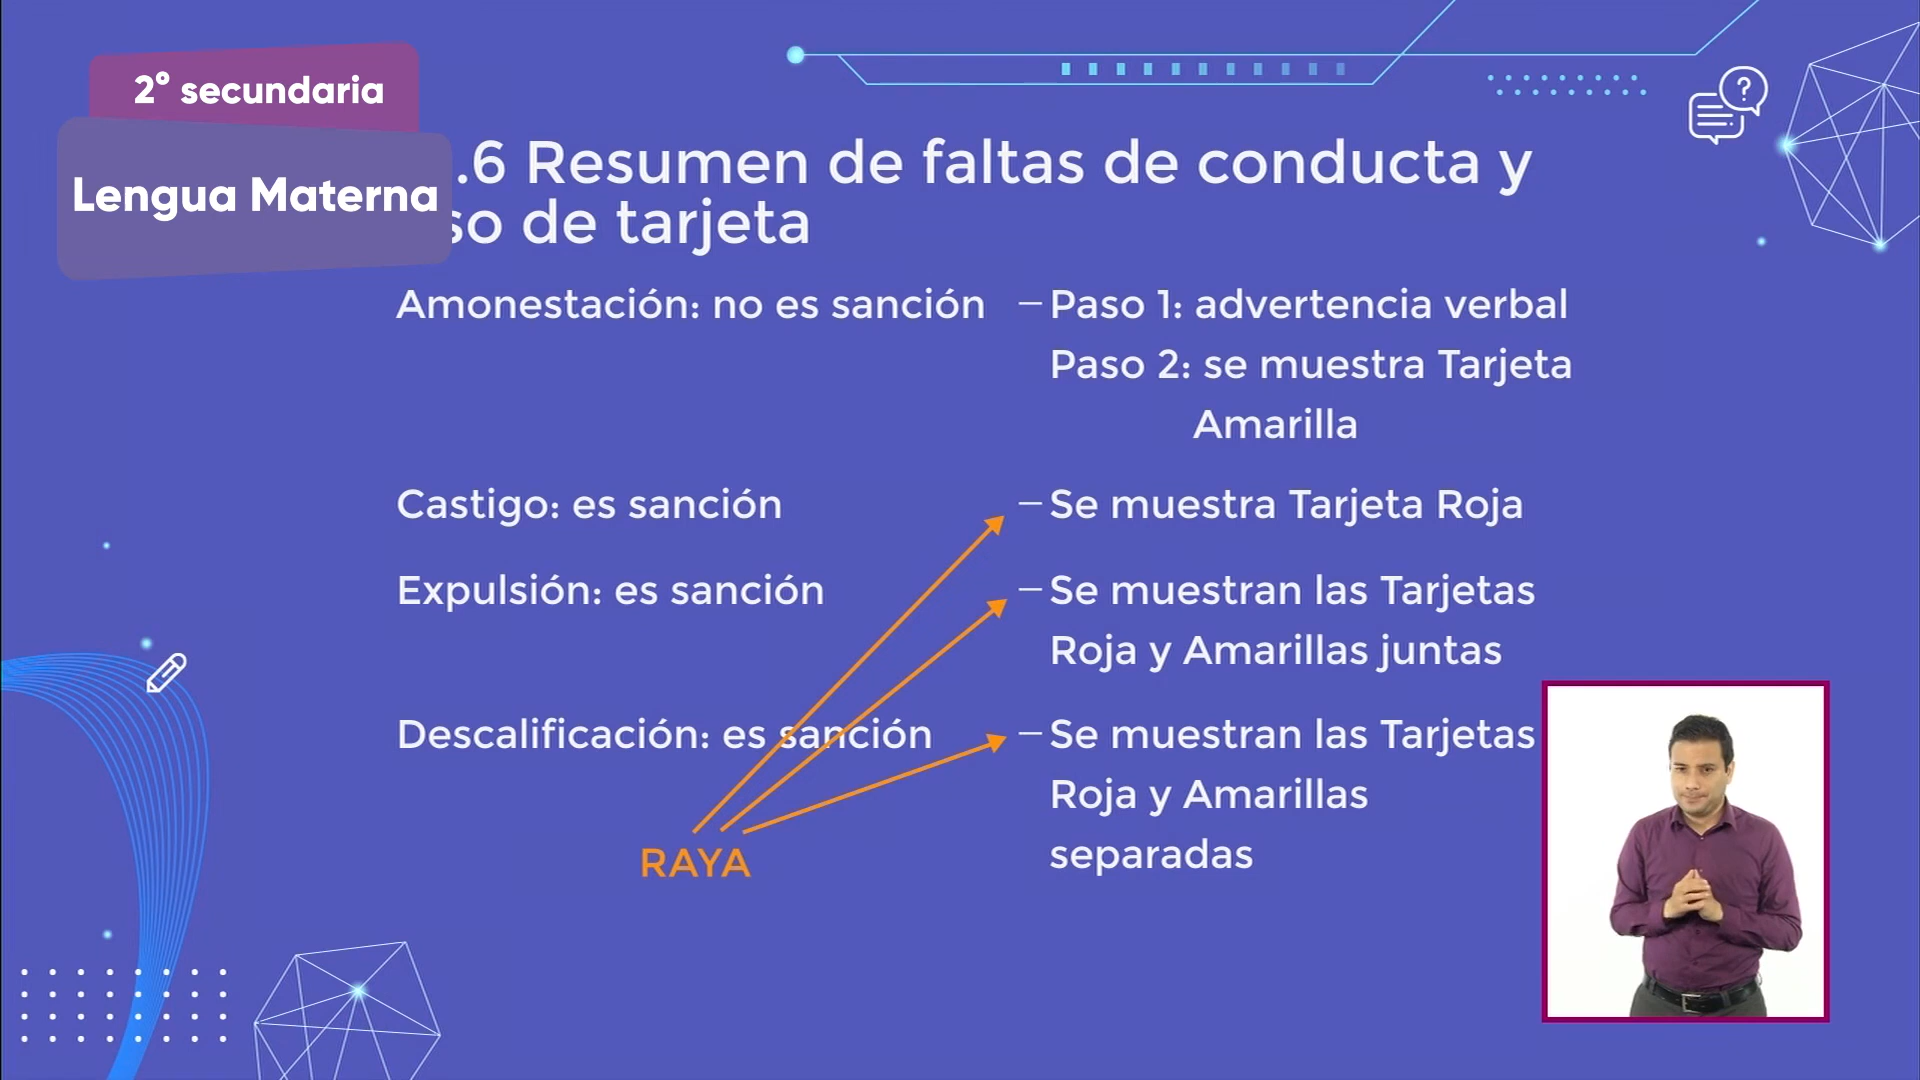 2° secundaria
Lengua Materna
.6 Resumen de faltas de conducta y
so de tarjeta
Amonestación: no es sanción – Paso 1: advertencia verbal
Paso 2: se muestra Tarjeta
Amarilla
Castigo: es sanción – Se muestra Tarjeta Roja
Expulsión: es sanción – Se muestran las Tarjetas
Roja y Amarillas juntas
Descalificación: es sanción – Se muestran las Tarjetas
Roja y Amarillas
separadas
RAYA